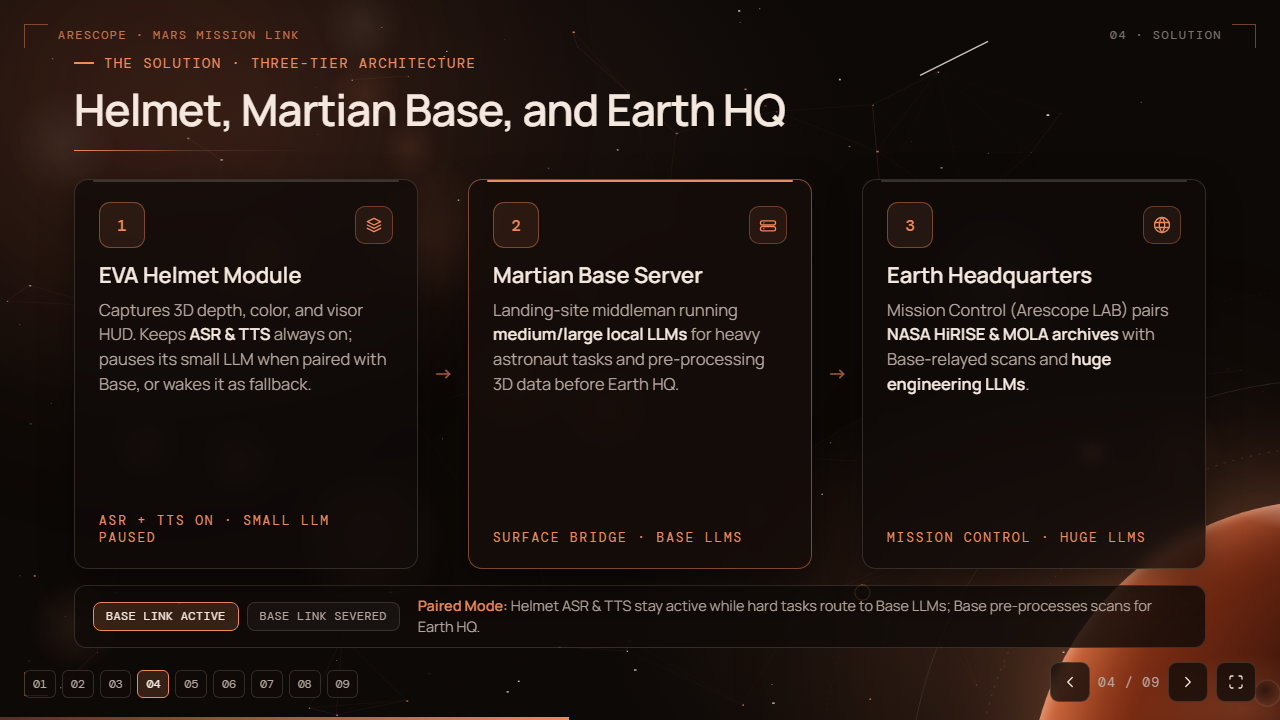 ARESCOPE · MARS MISSION LINK
04 · SOLUTION
THE SOLUTION · THREE-TIER ARCHITECTURE
Helmet, Martian Base, and Earth HQ
1
EVA Helmet Module
Captures 3D depth, color, and visor
HUD. Keeps ASR & TTS always on;
pauses its small LLM when paired with
Base, or wakes it as fallback.
ASR + TTS ON · SMALL LLM
PAUSED
→
2
Martian Base Server
Landing-site middleman running
medium/large local LLMs for heavy
astronaut tasks and pre-processing
3D data before Earth HQ.
SURFACE BRIDGE · BASE LLMS
→
3
Earth Headquarters
Mission Control (Arescope LAB) pairs
NASA HiRISE & MOLA archives with
Base-relayed scans and huge
engineering LLMs.
MISSION CONTROL · HUGE LLMS
BASE LINK ACTIVE
BASE LINK SEVERED
Paired Mode: Helmet ASR & TTS stay active while hard tasks route to Base LLMs; Base pre-processes scans for
Earth HQ.
01 02 03 04 05 06 07 08 09
04 / 09